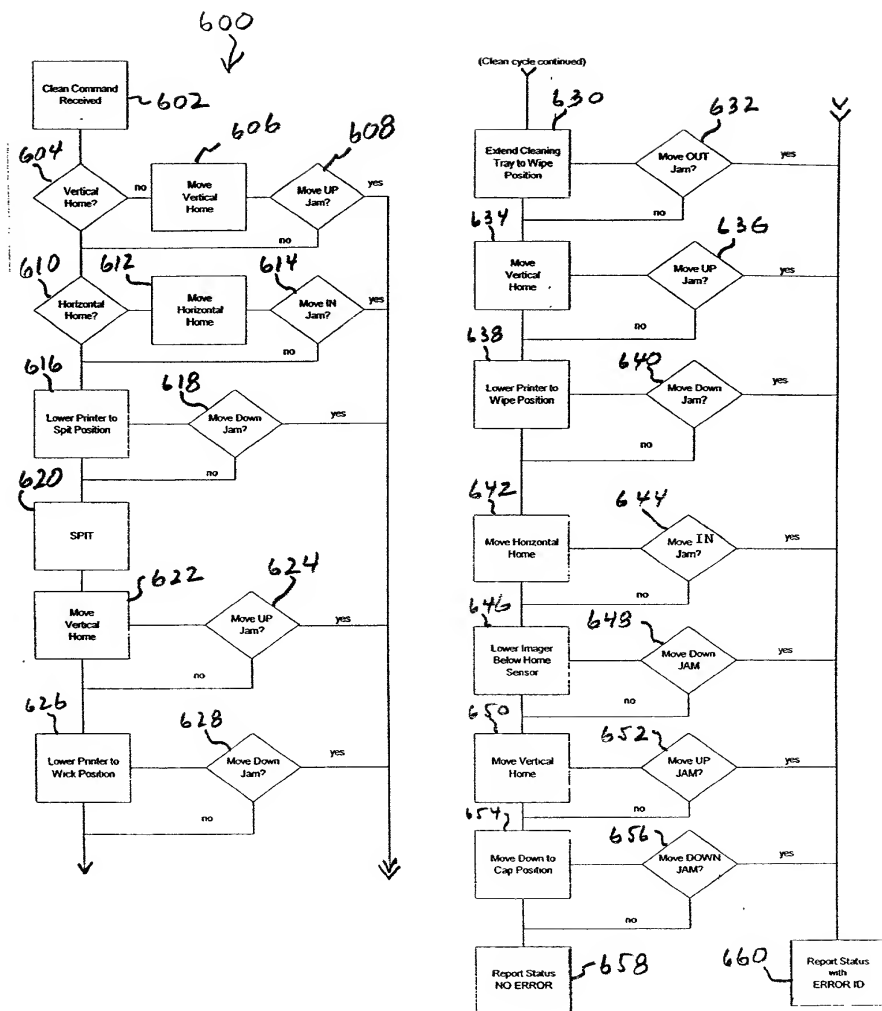 600
Clean Command
Received
602
604
Vertical
Home?
no
606
Move
Vertical
Home
608
Move UP
Jam?
yes
no
610
Horizontal
Home?
612
Move
Horizontal
Home
614
Move IN
Jam?
yes
no
616
Lower Printer to
Spit Position
618
Move Down
Jam?
yes
no
620
SPIT
622
Move
Vertical
Home
624
Move UP
Jam?
yes
no
626
Lower Printer to
Wick Position
628
Move Down
Jam?
yes
no
(Clean cycle continued)
630
Extend Cleaning
Tray to Wipe
Position
632
Move OUT
Jam?
yes
no
634
Move
Vertical
Home
636
Move UP
Jam?
yes
no
638
Lower Printer to
Wipe Position
640
Move Down
Jam?
yes
no
642
Move Horizontal
Home
644
Move IN
Jam?
yes
no
646
Lower Imager
Below Home
Sensor
648
Move Down
JAM
yes
no
650
Move Vertical
Home
652
Move UP
JAM?
yes
no
654
Move Down to
Cap Position
656
Move DOWN
JAM?
yes
no
Report Status
NO ERROR
658
660
Report Status
with
ERROR ID